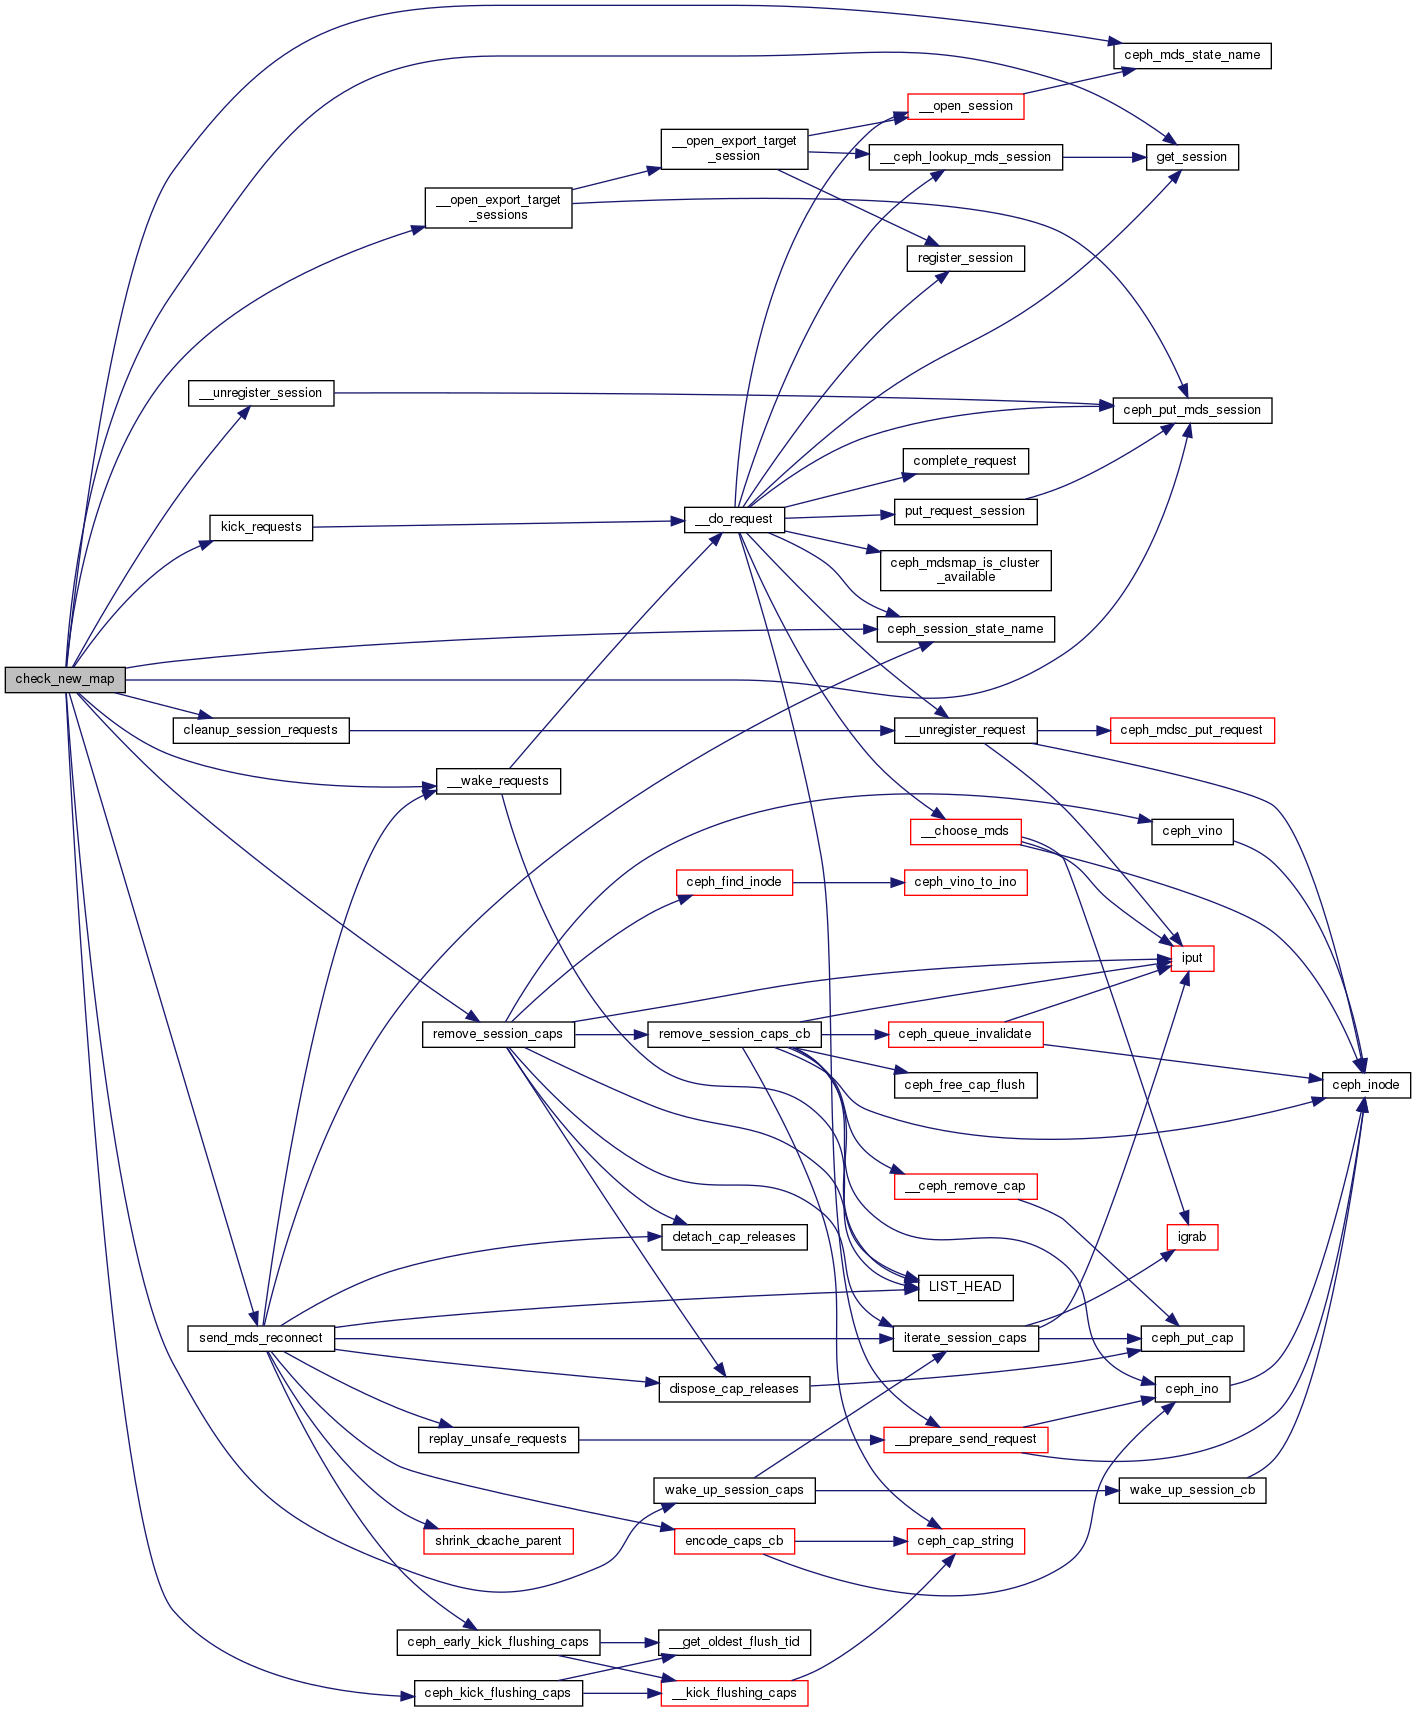 ceph_mds_state_name
__open_session
__open_export_target
_session
__ceph_lookup_mds_session
get_session
__open_export_target
_sessions
register_session
__unregister_session
ceph_put_mds_session
complete_request
put_request_session
kick_requests
__do_request
ceph_mdsmap_is_cluster
_available
ceph_session_state_name
check_new_map
cleanup_session_requests
__unregister_request
ceph_mdsc_put_request
__wake_requests
__choose_mds
ceph_vino
ceph_find_inode
ceph_vino_to_ino
iput
remove_session_caps
remove_session_caps_cb
ceph_queue_invalidate
ceph_free_cap_flush
ceph_inode
__ceph_remove_cap
detach_cap_releases
igrab
LIST_HEAD
send_mds_reconnect
iterate_session_caps
ceph_put_cap
dispose_cap_releases
ceph_ino
replay_unsafe_requests
__prepare_send_request
wake_up_session_caps
wake_up_session_cb
shrink_dcache_parent
encode_caps_cb
ceph_cap_string
ceph_early_kick_flushing_caps
__get_oldest_flush_tid
ceph_kick_flushing_caps
__kick_flushing_caps